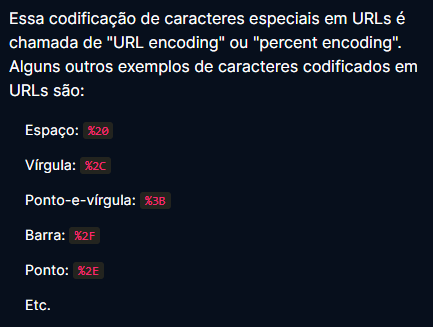 Essa codificação de caracteres especiais em URLs é
chamada de "URL encoding" ou "percent encoding".
Alguns outros exemplos de caracteres codificados em
URLs são:
Espaço: %20
Vírgula: %2C
Ponto-e-vírgula: %3B
Barra: %2F
Ponto: %2E
Etc.